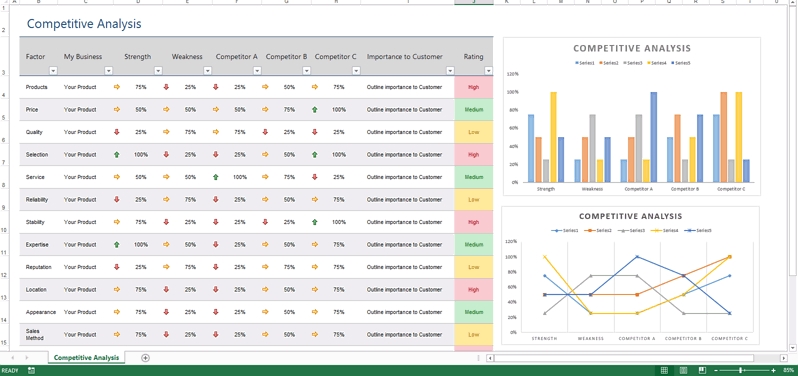 Competitive Analysis
Factor My Business Strength Weakness Competitor A Competitor B Competitor C Importance to Customer Rating
Products Your Product 75% 25% 25% 50% 75% Outline importance to Customer High
Price Your Product 50% 50% 50% 75% 100% Outline importance to Customer Medium
Quality Your Product 25% 75% 75% 25% 25% Outline importance to Customer Low
Selection Your Product 100% 25% 25% 50% 100% Outline importance to Customer High
Service Your Product 50% 50% 100% 75% 25% Outline importance to Customer Medium
Reliability Your Product 25% 75% 25% 50% 75% Outline importance to Customer Low
Stability Your Product 75% 25% 25% 25% 100% Outline importance to Customer High
Expertise Your Product 100% 50% 25% 50% 75% Outline importance to Customer Medium
Reputation Your Product 25% 75% 25% 50% 75% Outline importance to Customer Low
Location Your Product 75% 25% 25% 50% 75% Outline importance to Customer High
Appearance Your Product 75% 25% 25% 50% 75% Outline importance to Customer Medium
Sales
Method Your Product 75% 25% 25% 50% 75% Outline importance to Customer Low
COMPETITIVE ANALYSIS
Series1 Series2 Series3 Series4 Series5
120%
100%
80%
60%
40%
20%
0%
Strength Weakness Competitor A Competitor B Competitor C
COMPETITIVE ANALYSIS
Series1 Series2 Series3 Series4 Series5
100%
80%
60%
40%
20%
0%
STRENGTH WEAKNESS COMPETITOR A COMPETITOR B COMPETITOR C
Competitive Analysis
READY
85%